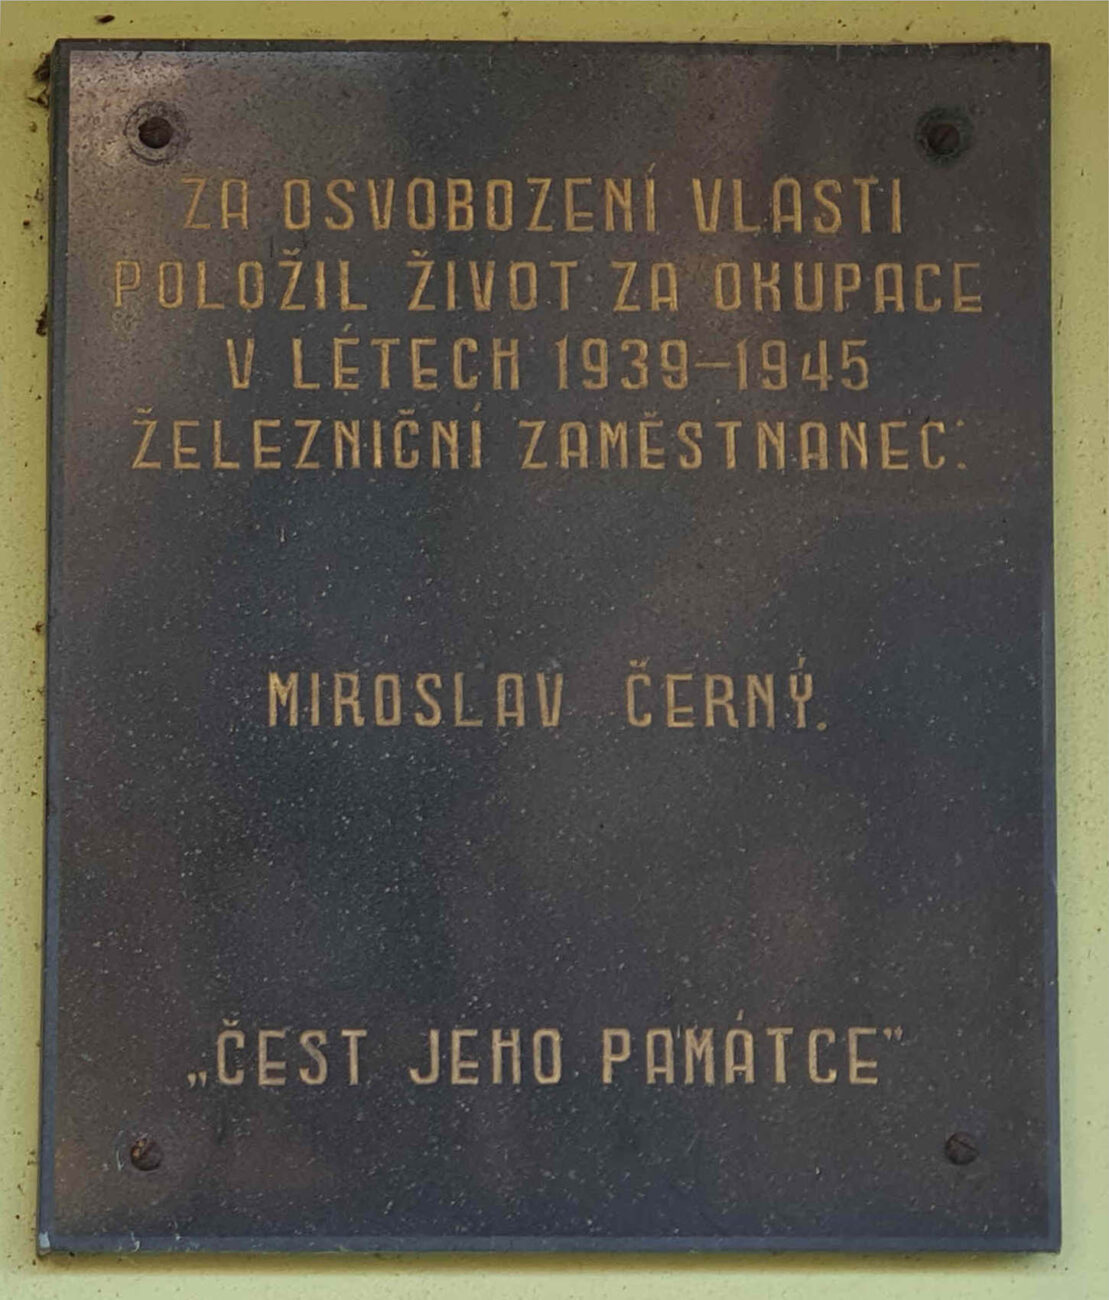 ZA OSVOBOZENÍ VLASTI
POLOŽIL ŽIVOT ZA OKUPACE
V LÉTECH 1939–1945
ŽELEZNIČNÍ ZAMĚSTNANEC:
MIROSLAV ČERNÝ.
„ČEST JEHO PAMÁTCE”